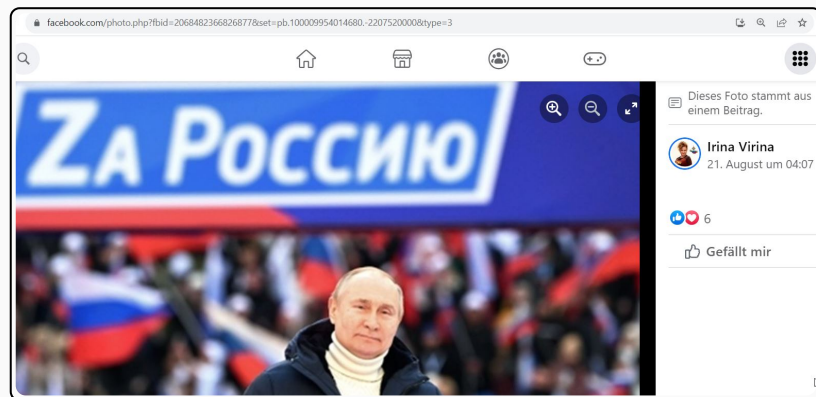 facebook.com/photo.php?fbid=2068482366826877&set=pb.100009954014680.-2207520000&type=3
ZА РОССИЮ
Dieses Foto stammt aus
einem Beitrag.
Irina Virina
21. August um 04:07
6
Gefällt mir